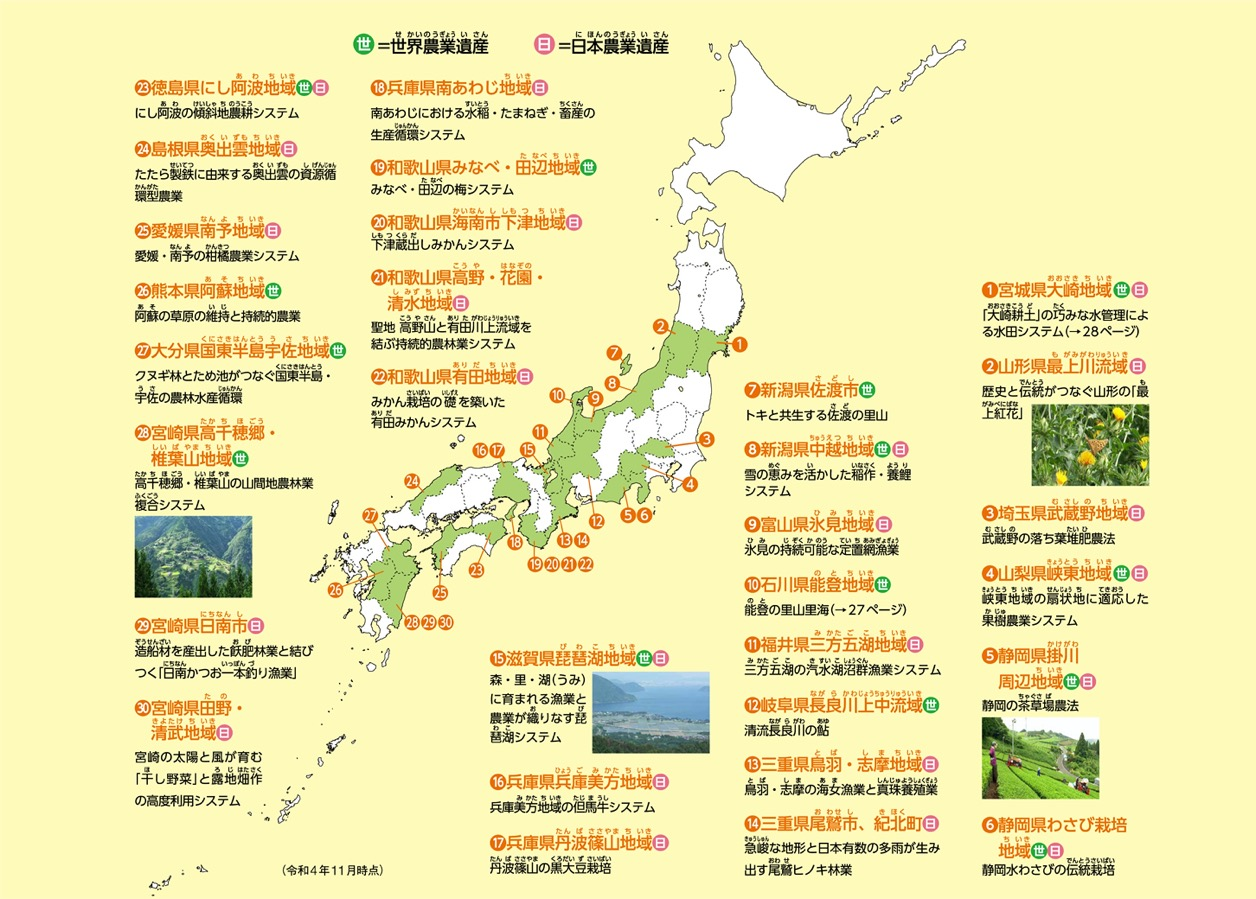 世=世界農業遺産 日=日本農業遺産
㉓徳島県にし阿波地域世日
にし阿波の傾斜地農耕システム
㉔島根県奥出雲地域日
たたら製鉄に由来する奥出雲の資源循
環型農業
㉕愛媛県南予地域日
愛媛・南予の柑橘農業システム
㉖熊本県阿蘇地域世
阿蘇の草原の維持と持続的農業
㉗大分県国東半島宇佐地域世
クヌギ林とため池がつなぐ国東半島・
宇佐の農林水産循環
㉘宮崎県高千穂郷・
椎葉山地域世
高千穂郷・椎葉山の山間地農林業
複合システム
㉙宮崎県日南市日
造船材を産出した飫肥林業と結び
つく「日南かつお一本釣り漁業」
㉚宮崎県田野・
清武地域日
宮崎の太陽と風が育む
「干し野菜」と露地畑作
の高度利用システム
⑱兵庫県南あわじ地域日
南あわじにおける水稲・たまねぎ・畜産の
生産循環システム
⑲和歌山県みなべ・田辺地域世
みなべ・田辺の梅システム
⑳和歌山県海南市下津地域日
下津蔵出しみかんシステム
㉑和歌山県高野・花園・
清水地域日
聖地 高野山と有田川上流域を
結ぶ持続的農林業システム
㉒和歌山県有田地域日
みかん栽培の礎を築いた
有田みかんシステム
⑮滋賀県琵琶湖地域世日
森・里・湖(うみ)
に育まれる漁業と
農業が織りなす琵
琶湖システム
⑯兵庫県兵庫美方地域日
兵庫美方地域の但馬牛システム
⑰兵庫県丹波篠山地域日
丹波篠山の黒大豆栽培
⑦新潟県佐渡市世
トキと共生する佐渡の里山
⑧新潟県中越地域世日
雪の恵みを活かした稲作・養鯉
システム
⑨富山県氷見地域日
氷見の持続可能な定置網漁業
⑩石川県能登地域世
能登の里山里海(→27ページ)
⑪福井県三方五湖地域日
三方五湖の汽水湖沼群漁業システム
⑫岐阜県長良川上中流域世
清流長良川の鮎
⑬三重県鳥羽・志摩地域日
鳥羽・志摩の海女漁業と真珠養殖業
⑭三重県尾鷲市、紀北町日
急峻な地形と日本有数の多雨が生み
出す尾鷲ヒノキ林業
①宮城県大崎地域世日
「大崎耕土」の巧みな水管理によ
る水田システム(→28ページ)
②山形県最上川流域日
歴史と伝統がつなぐ山形の「最
上紅花」
③埼玉県武蔵野地域日
武蔵野の落ち葉堆肥農法
④山梨県峡東地域世日
峡東地域の扇状地に適応した
果樹農業システム
⑤静岡県掛川
周辺地域世日
静岡の茶草場農法
⑥静岡県わさび栽培
地域世日
静岡水わさびの伝統栽培
②
①
⑦
⑧
⑩
⑨
⑪
③
⑯⑰
⑮
④
㉔
⑤⑥
⑫
㉗
⑱
⑬⑭
㉓
⑲⑳㉑㉒
㉖
㉕
㉘㉙㉚
(令和4年11月時点)